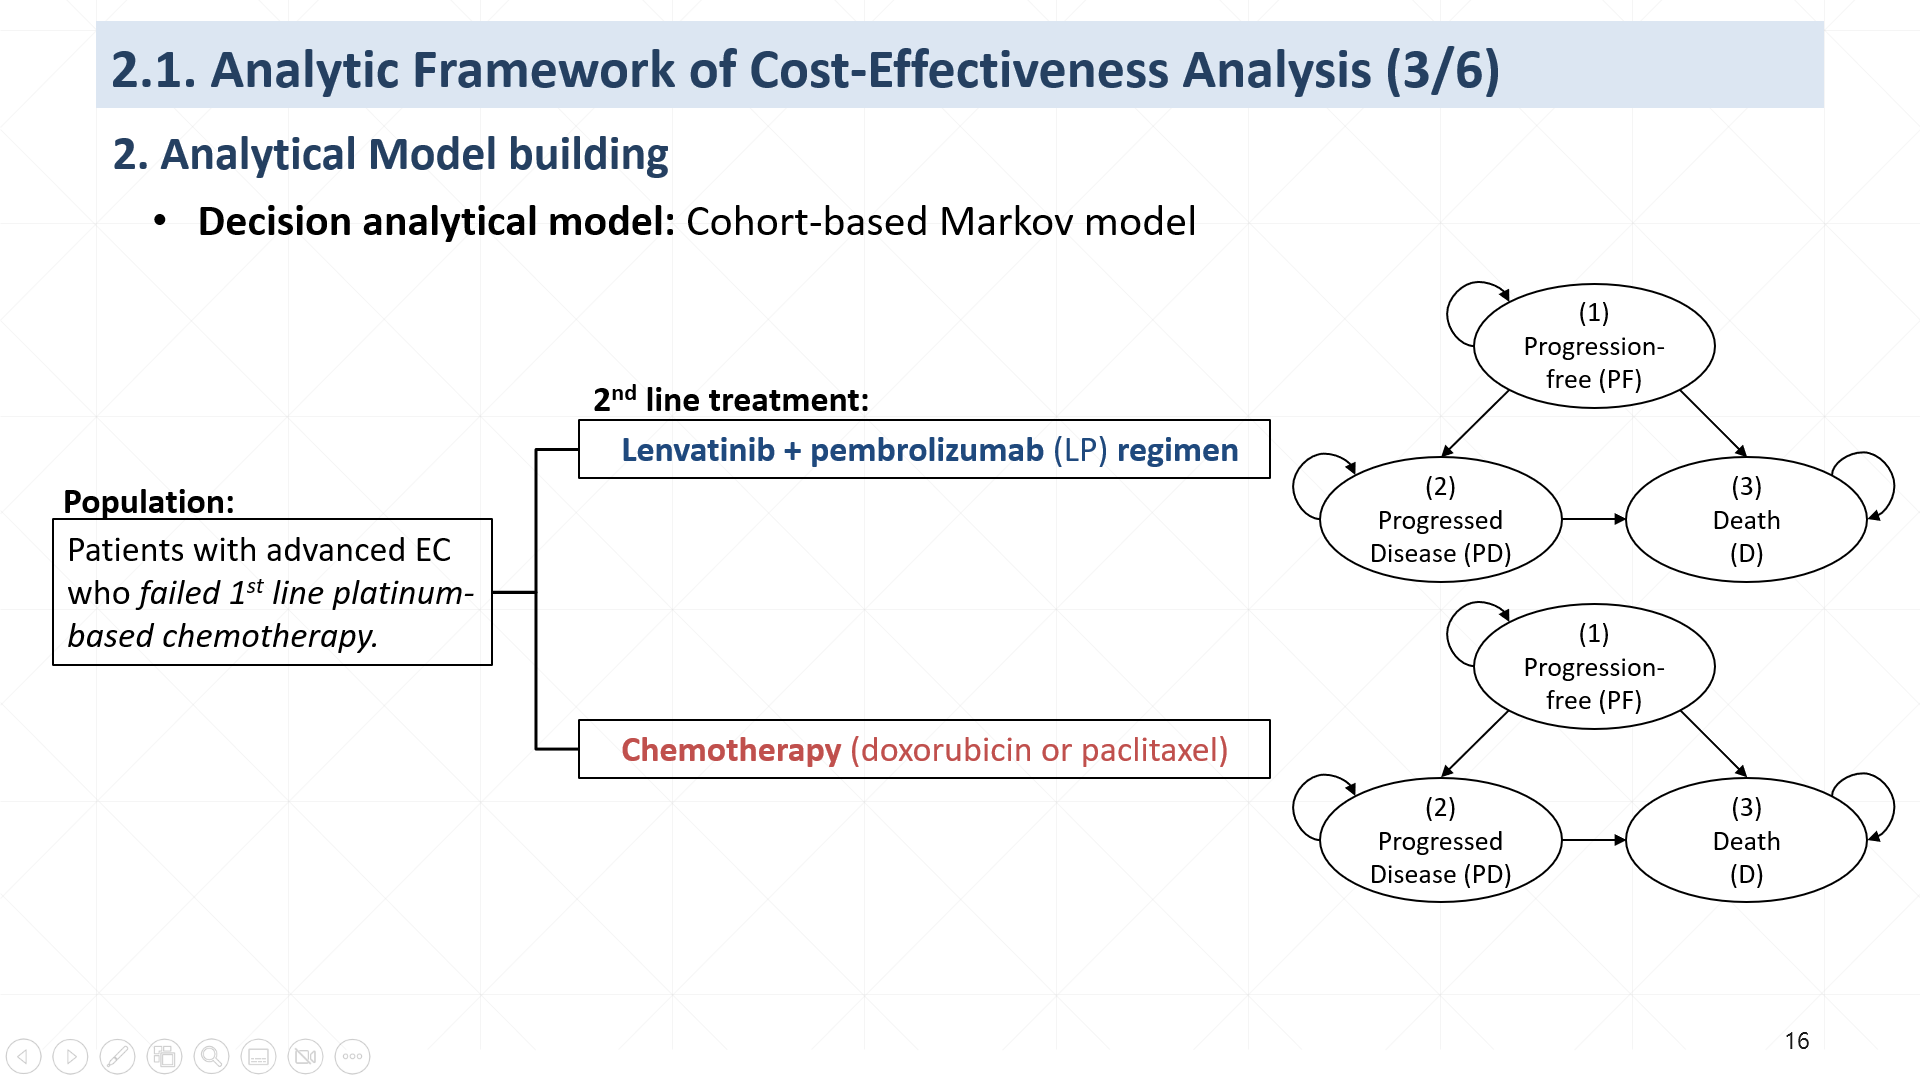 2.1. Analytic Framework of Cost-Effectiveness Analysis (3/6)
2. Analytical Model building
• Decision analytical model: Cohort-based Markov model
Population:
Patients with advanced EC
who failed 1st line platinum-
based chemotherapy.
2nd line treatment:
Lenvatinib + pembrolizumab (LP) regimen
Chemotherapy (doxorubicin or paclitaxel)
(1)
Progression-
free (PF)
(2)
Progressed
Disease (PD)
(3)
Death
(D)
(1)
Progression-
free (PF)
(2)
Progressed
Disease (PD)
(3)
Death
(D)
16